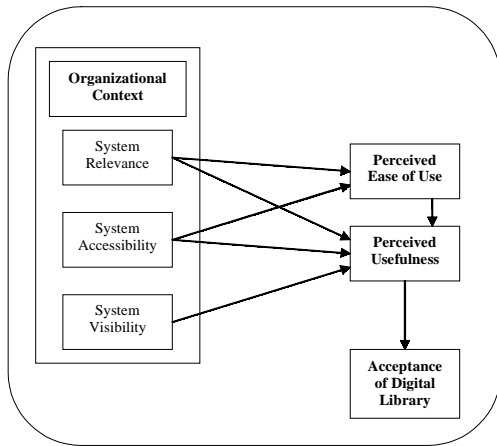 Organizational
Context
System
Relevance
System
Accessibility
System
Visibility
Perceived
Ease of Use
Perceived
Usefulness
Acceptance
of Digital
Library